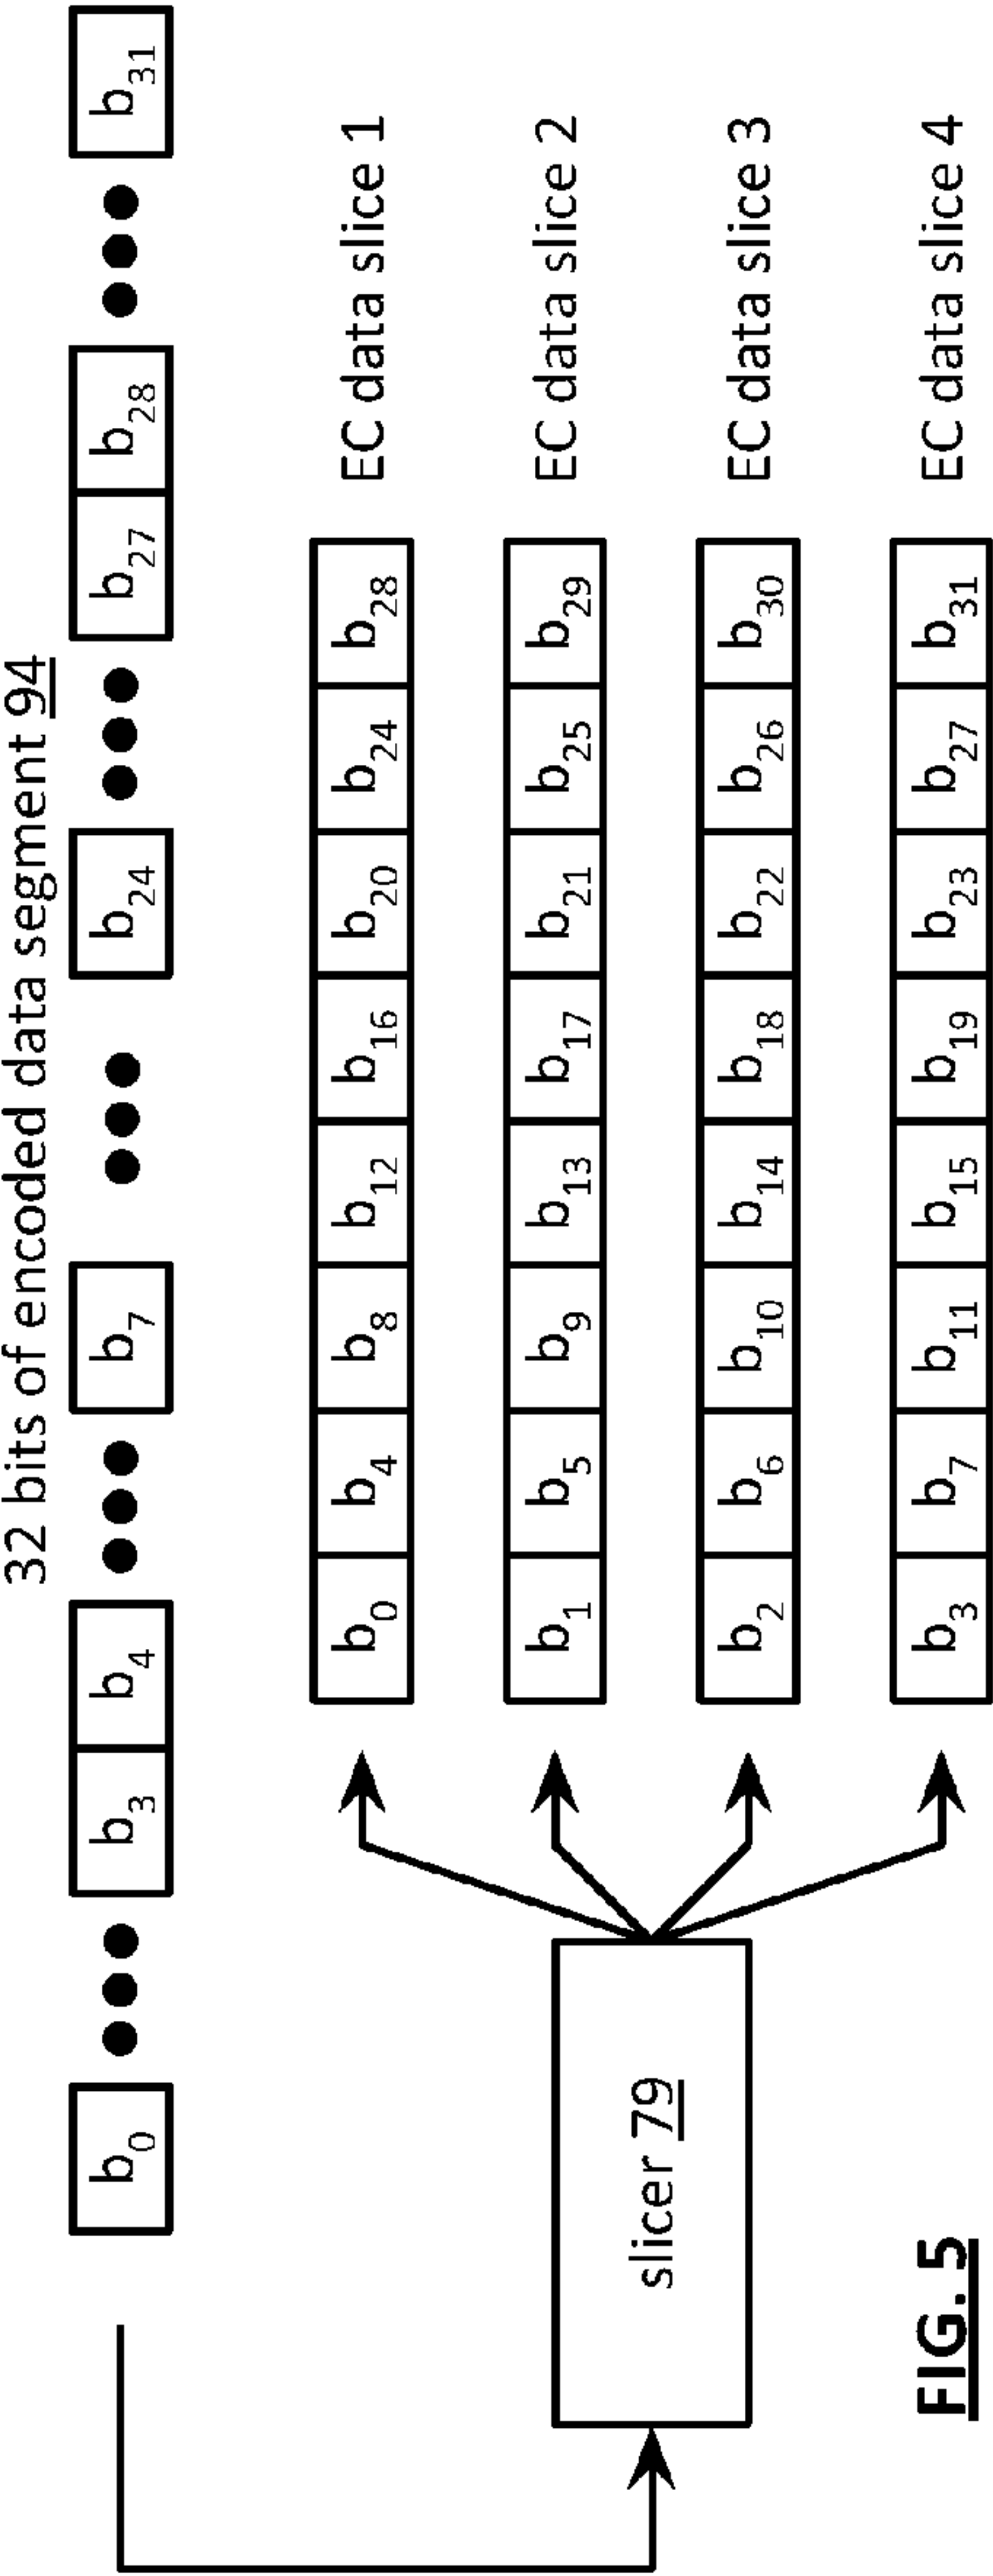 32 bits of encoded data segment 94
b0 ●●● b3 b4 ●●● b7 ●●● b24 ●●● b27 b28 ●●● b31
b0 b4 b8 b12 b16 b20 b24 b28 EC data slice 1
b1 b5 b9 b13 b17 b21 b25 b29 EC data slice 2
slicer 79
b2 b6 b10 b14 b18 b22 b26 b30 EC data slice 3
b3 b7 b11 b15 b19 b23 b27 b31 EC data slice 4
FIG. 5